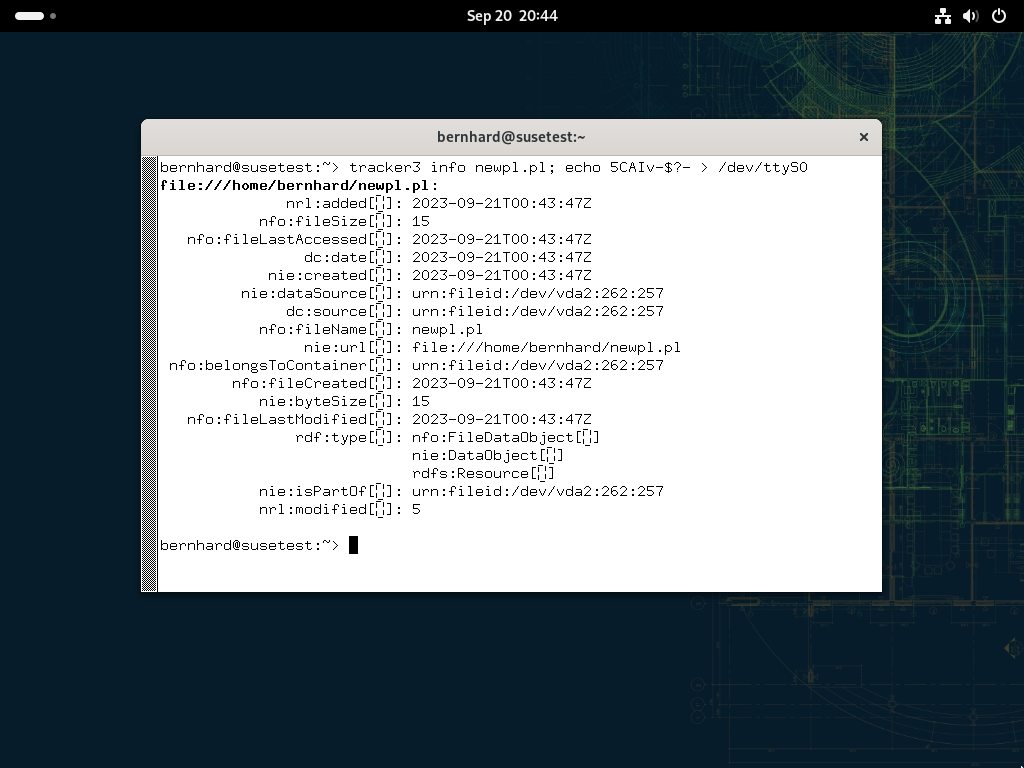 Sep 20 20:44
bernhard@susetest:~
bernhard@susetest:~> tracker3 info newpl.pl; echo 5CAIv-$?- > /dev/ttyS0
file:///home/bernhard/newpl.pl:
nrl:added[]: 2023-09-21T00:43:47Z
nfo:fileSize[]: 15
nfo:fileLastAccessed[]: 2023-09-21T00:43:47Z
dc:date[]: 2023-09-21T00:43:47Z
nie:created[]: 2023-09-21T00:43:47Z
nie:dataSource[]: urn:fileid:/dev/vda2:262:257
dc:source[]: urn:fileid:/dev/vda2:262:257
nfo:fileName[]: newpl.pl
nie:url[]: file:///home/bernhard/newpl.pl
nfo:belongsToContainer[]: urn:fileid:/dev/vda2:262:257
nfo:fileCreated[]: 2023-09-21T00:43:47Z
nie:byteSize[]: 15
nfo:fileLastModified[]: 2023-09-21T00:43:47Z
rdf:type[]: nfo:FileDataObject[]
nie:DataObject[]
rdfs:Resource[]
nie:isPartOf[]: urn:fileid:/dev/vda2:262:257
nrl:modified[]: 5
bernhard@susetest:~>